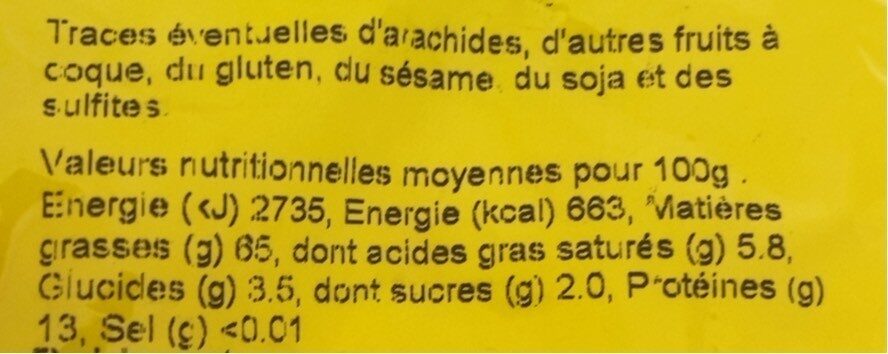 Traces éventuelles d'arachides, d'autres fruits à
coque, du gluten, du sésame, du soja et des
sulfites.
Valeurs nutritionnelles moyennes pour 100g :
Energie (kJ) 2735, Energie (kcal) 663, Matières
grasses (g) 65, dont acides gras saturés (g) 5.8,
Glucides (g) 3.5, dont sucres (g) 2.0, Protéines (g)
13, Sel (g) <0.01